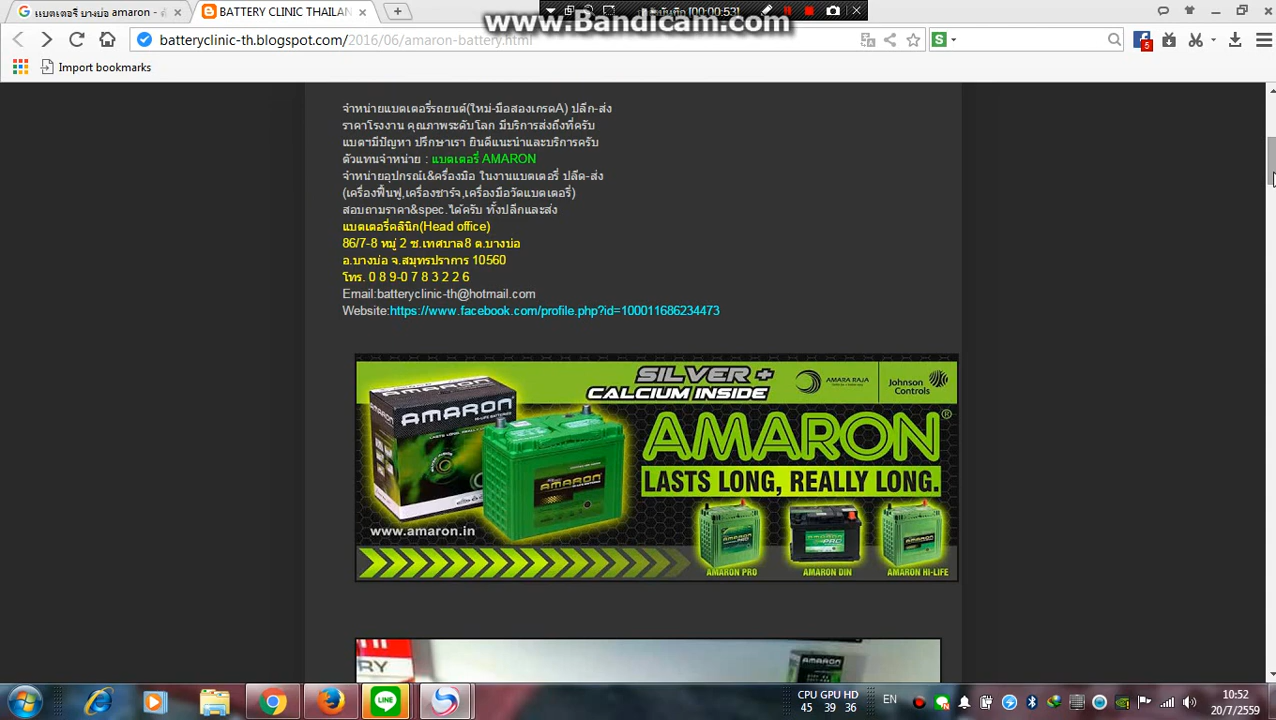 แบตเตอรี่ บางบ่อ amaron - ค้
BATTERY CLINIC THAILAN
[00:00:53]
www.Bandicam.com
batteryclinic-th.blogspot.com/2016/06/amaron-battery.html
S
5
Import bookmarks
จำหน่ายแบตเตอรี่รถยนต์(ใหม่-มือสองเกรดA) ปลีก-ส่ง
ราคาโรงงาน คุณภาพระดับโลก มีบริการส่งถึงที่ครับ
แบตฯมีปัญหา ปรึกษาเรา ยินดีแนะนำและบริการครับ
ตัวแทนจำหน่าย : แบตเตอรี่ AMARON
จำหน่ายอุปกรณ์เ&ครื่องมือ ในงานแบตเตอรี่ ปลีด-ส่ง
(เครื่องฟื้นฟู,เครื่องชาร์จ,เครื่องมือวัดแบตเตอรี่)
สอบถามราคา&spec.ได้ครับ ทั้งปลีกและส่ง
แบตเตอรี่คลินิก(Head office)
86/7-8 หมู่ 2 ซ.เทศบาล8 ต.บางบ่อ
อ.บางบ่อ จ.สมุทรปราการ 10560
โทร. 0 8 9-0 7 8 3 2 2 6
Email:batteryclinic-th@hotmail.com
Website:https://www.facebook.com/profile.php?id=100011686234473
SILVER +
CALCIUM INSIDE
AMARA RAJA
Johnson
Controls
AMARON
HI-LIFE BATTERIES
LASTS LONG, REALLY LONG.
AMARON
AMARON®
LASTS LONG, REALLY LONG.
www.amaron.in
AMARON PRO
AMARON DIN
AMARON HI-LIFE
RY
AMARON
LINE
CPU GPU HD
45 39 36
EN
10:52
20/7/2559